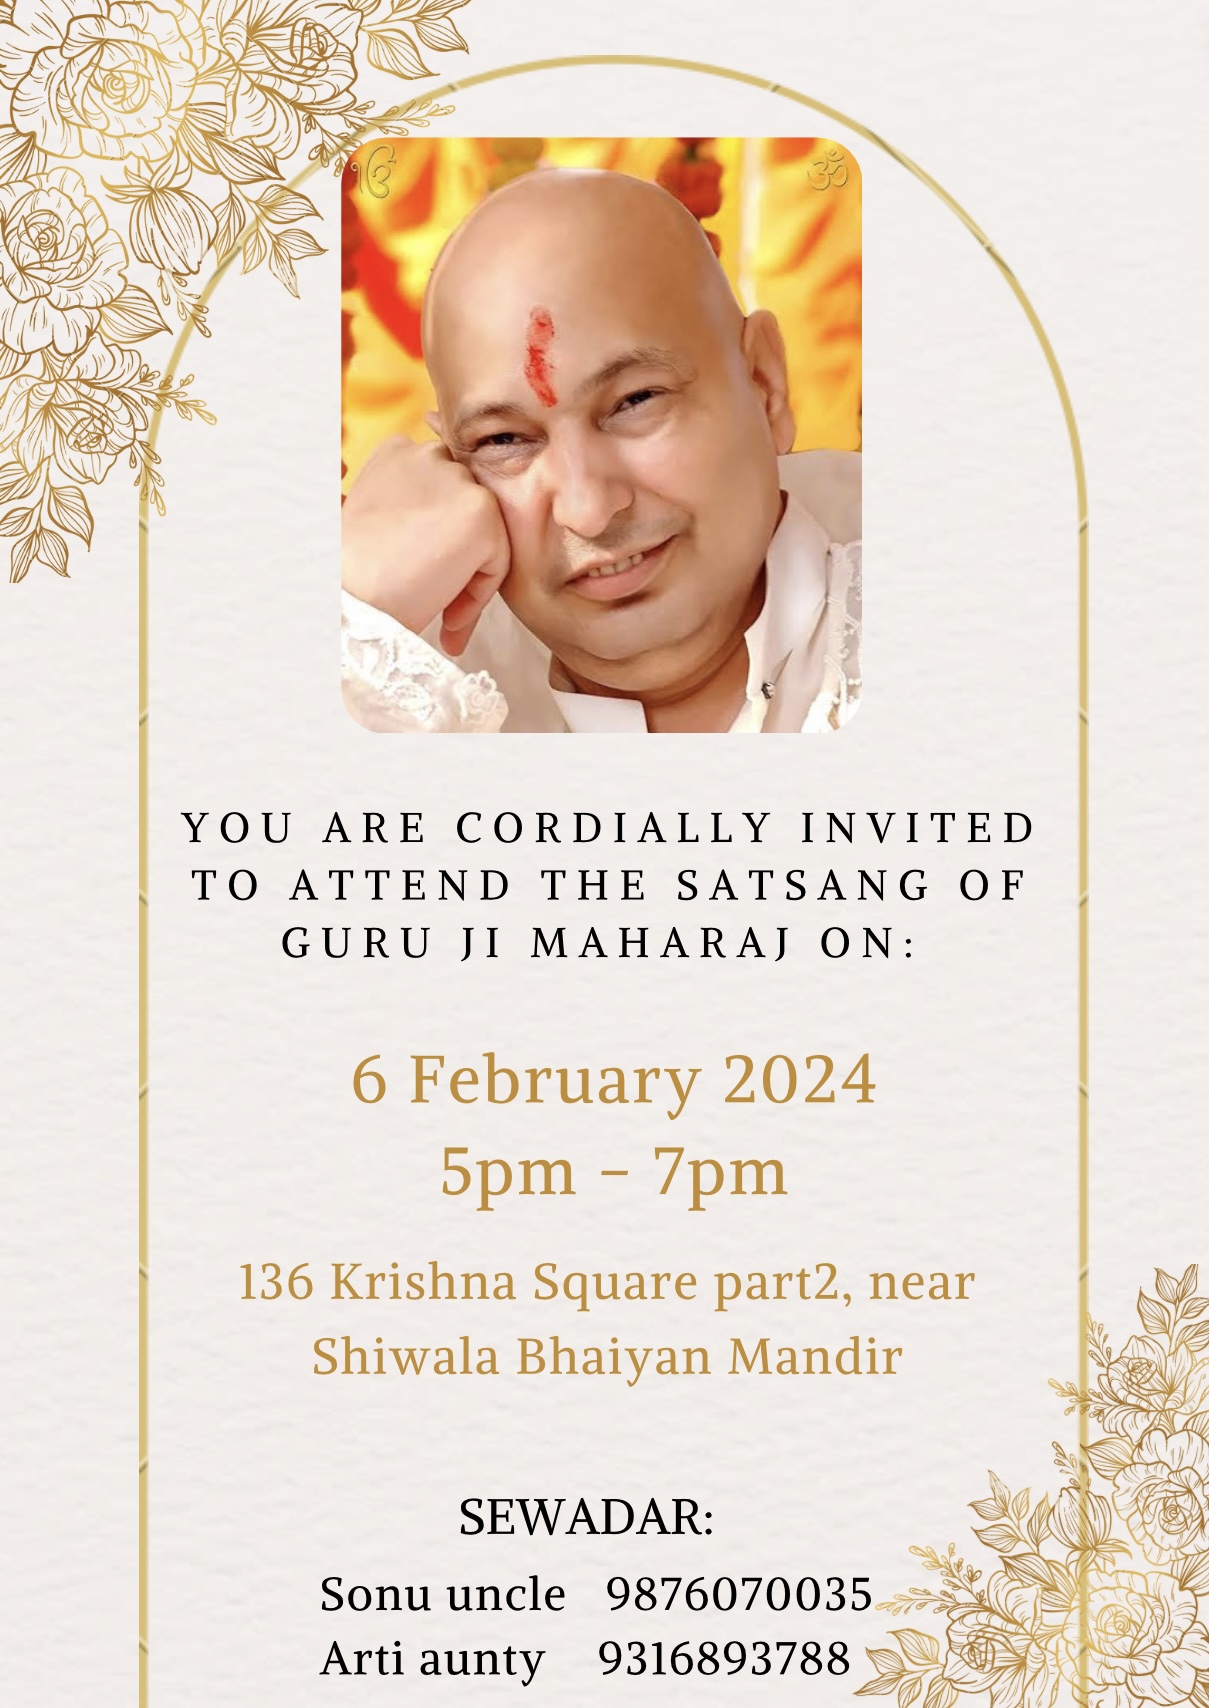 ੴ ॐ
YOU ARE CORDIALLY INVITED
TO ATTEND THE SATSANG OF
GURU JI MAHARAJ ON:
6 February 2024
5pm - 7pm
136 Krishna Square part2, near
Shiwala Bhaiyan Mandir
SEWADAR:
Sonu uncle 9876070035
Arti aunty 9316893788